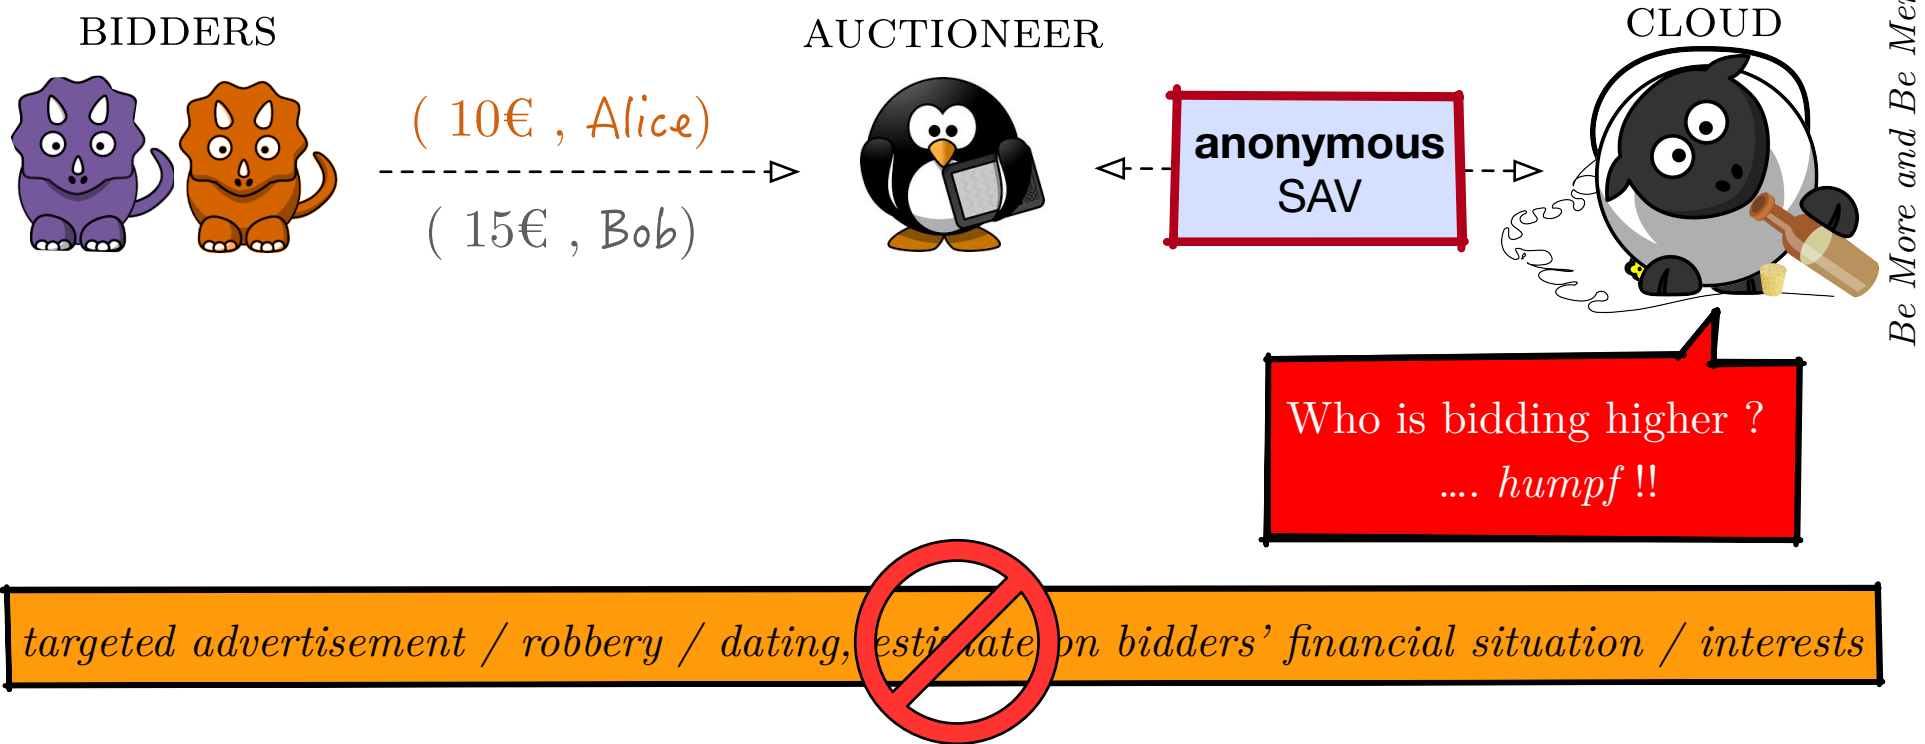 BIDDERS
AUCTIONEER
CLOUD
( 10€ , Alice)
( 15€ , Bob)
anonymous
SAV
Be More and Be
Who is bidding higher ?
.... humpf !!
targeted advertisement / robbery / dating, estimate on bidders' financial situation / interests